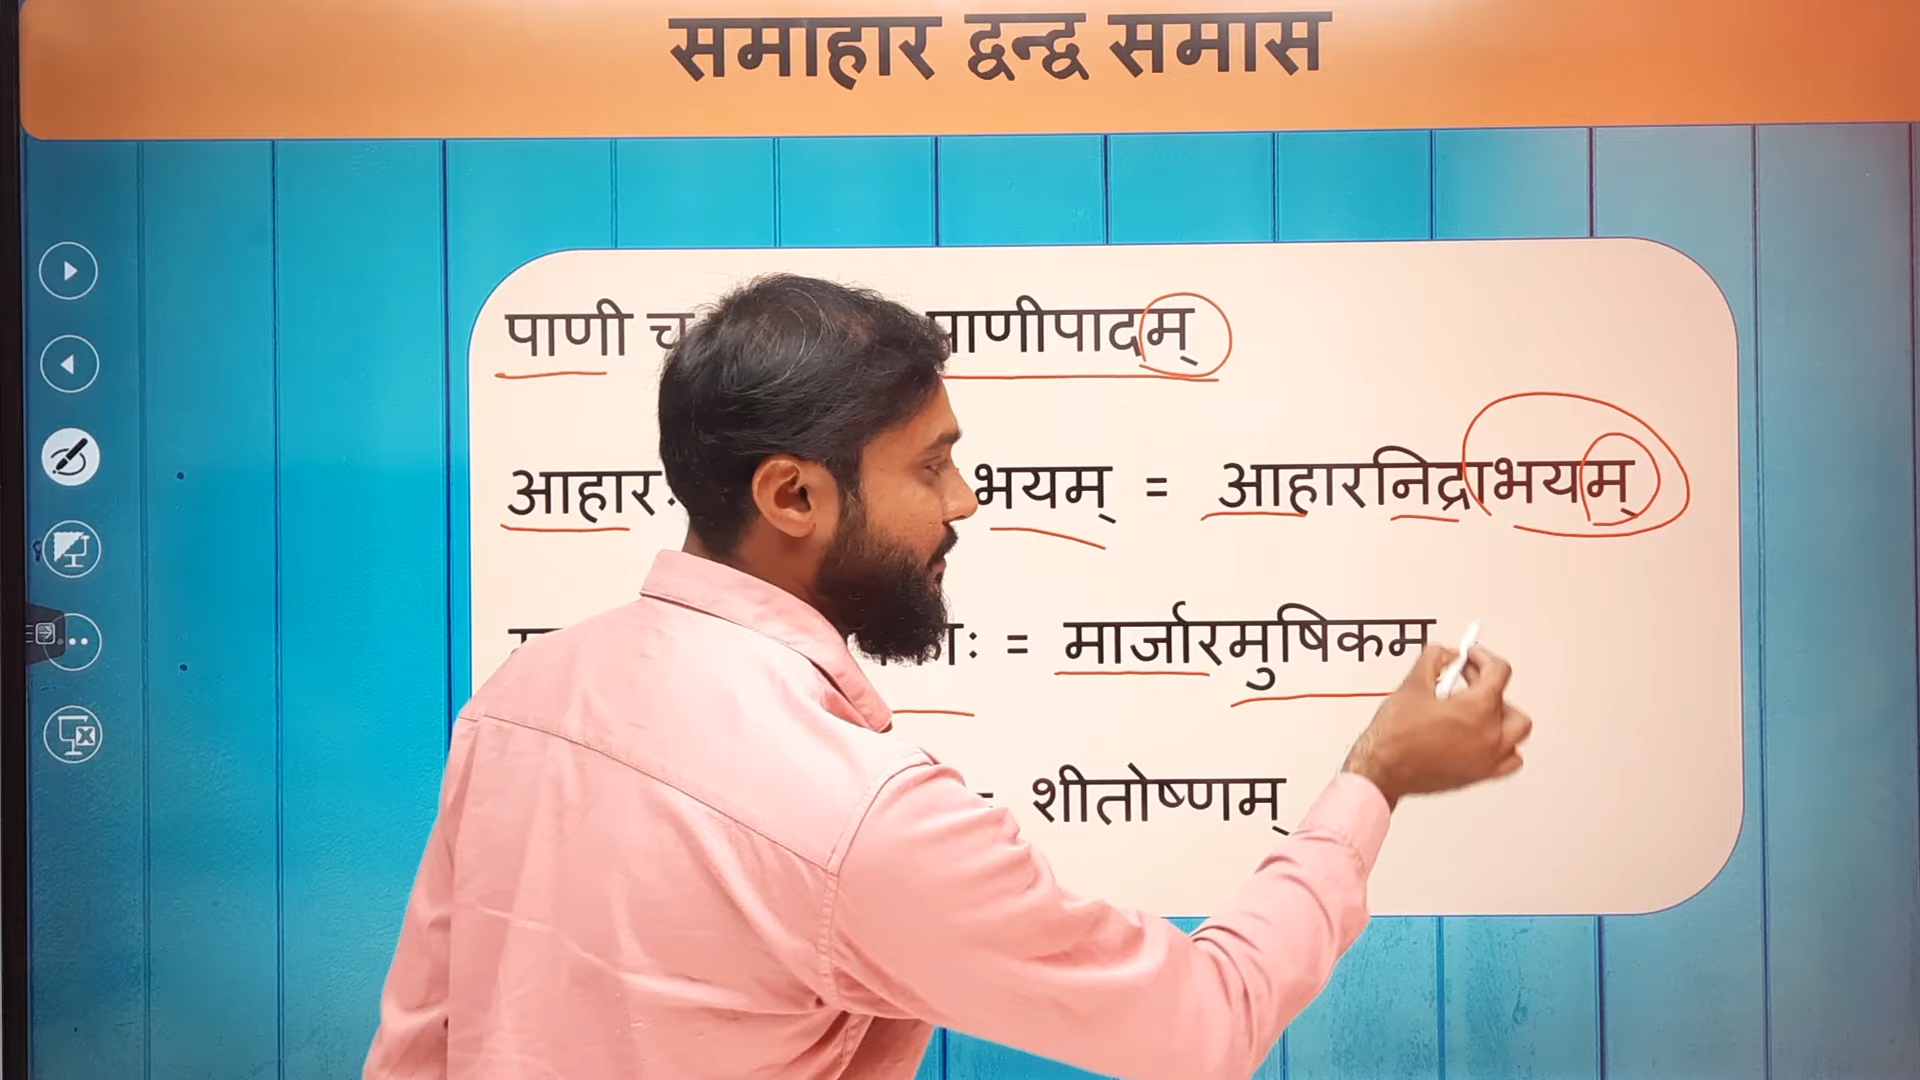 समाहार द्वन्द्व समास
पाणी च पाणीपादम्
आहारः भयम् = आहारनिद्राभयम्
= मार्जारमुषिकम्
= शीतोष्णम्